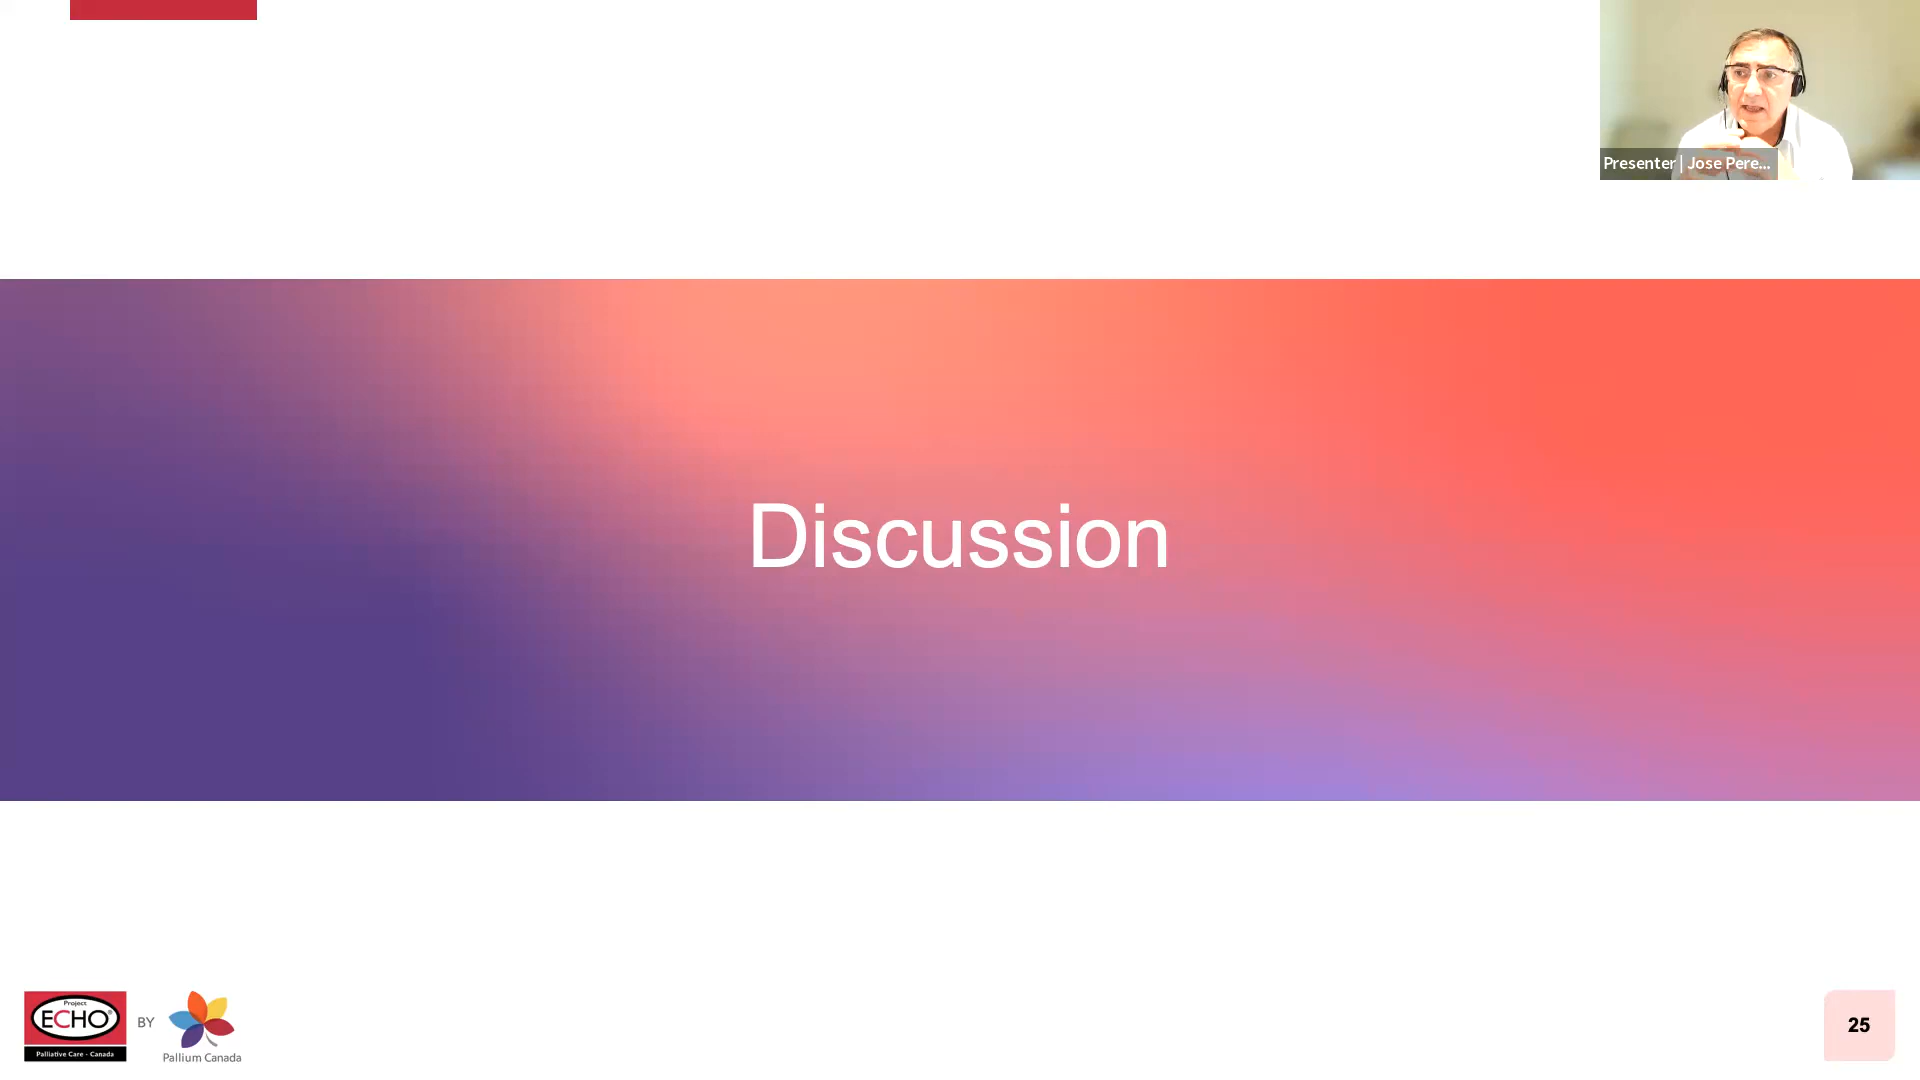 Presenter | Jose Pere...
Discussion
Project
ECHO®
Palliative Care - Canada
BY
Pallium Canada
25